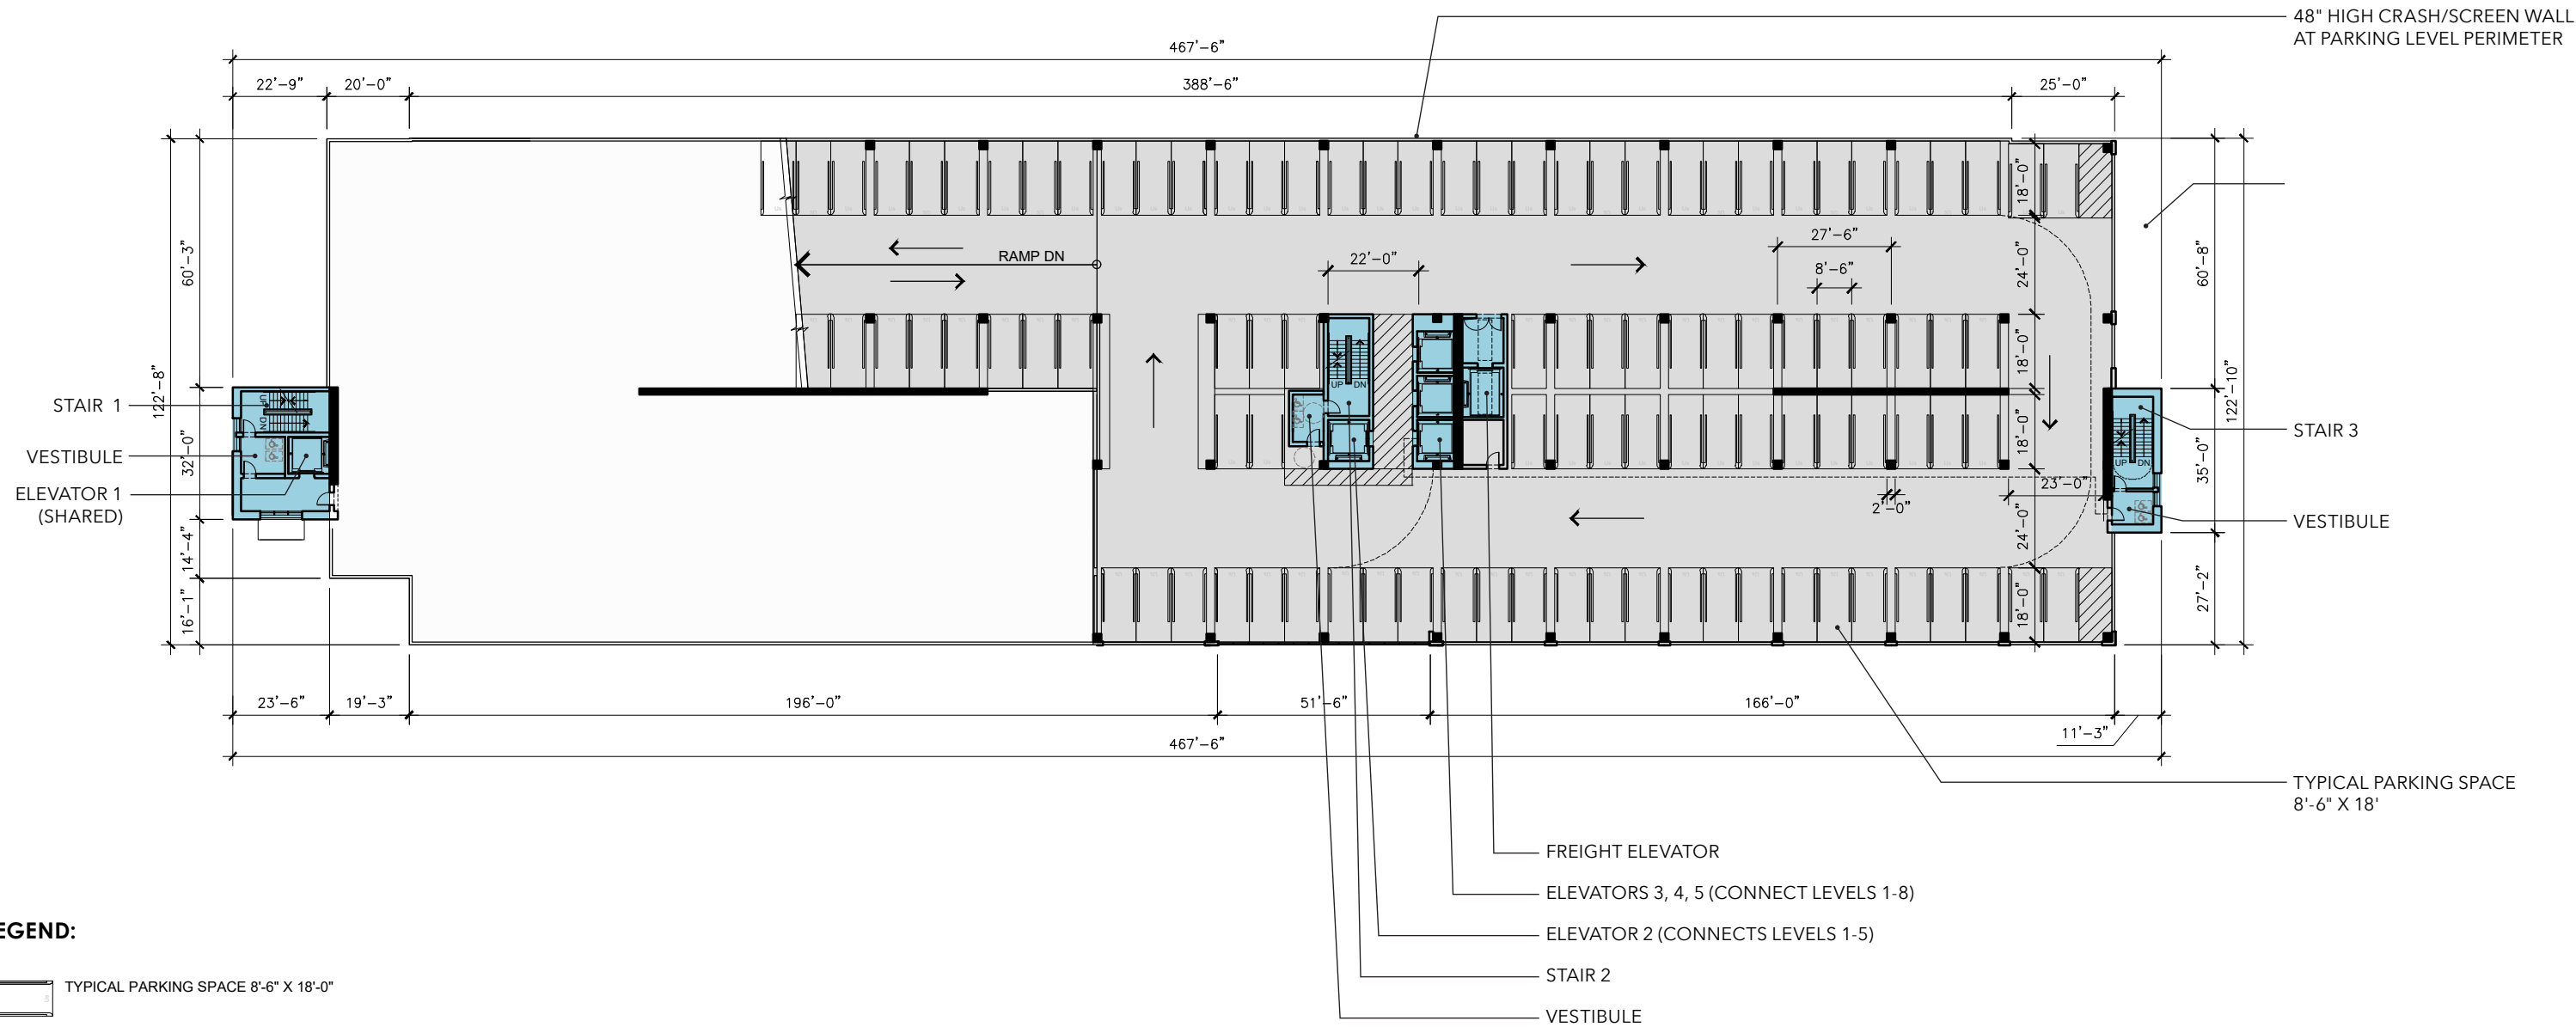 48" HIGH CRASH/SCREEN WALL
AT PARKING LEVEL PERIMETER
467'-6"
22'-9"
20'-0"
388'-6"
25'-0"
18'-0"
60'-3"
27'-6"
24'-0"
60'-8"
RAMP DN
22'-0"
8'-6"
122'-8"
18'-0"
122'-10"
STAIR 1
UP
DN
UP DN
18'-0"
STAIR 3
VESTIBULE
32'-0"
UP DN
35'-0"
ELEVATOR 1
(SHARED)
23'-0"
2'-0"
VESTIBULE
14'-4"
24'-0"
16'-1"
18'-0"
27'-2"
23'-6"
19'-3"
196'-0"
51'-6"
166'-0"
11'-3"
467'-6"
TYPICAL PARKING SPACE
8'-6" X 18'
FREIGHT ELEVATOR
ELEVATORS 3, 4, 5 (CONNECT LEVELS 1-8)
ELEVATOR 2 (CONNECTS LEVELS 1-5)
STAIR 2
VESTIBULE
EGEND:
TYPICAL PARKING SPACE 8'-6" X 18'-0"